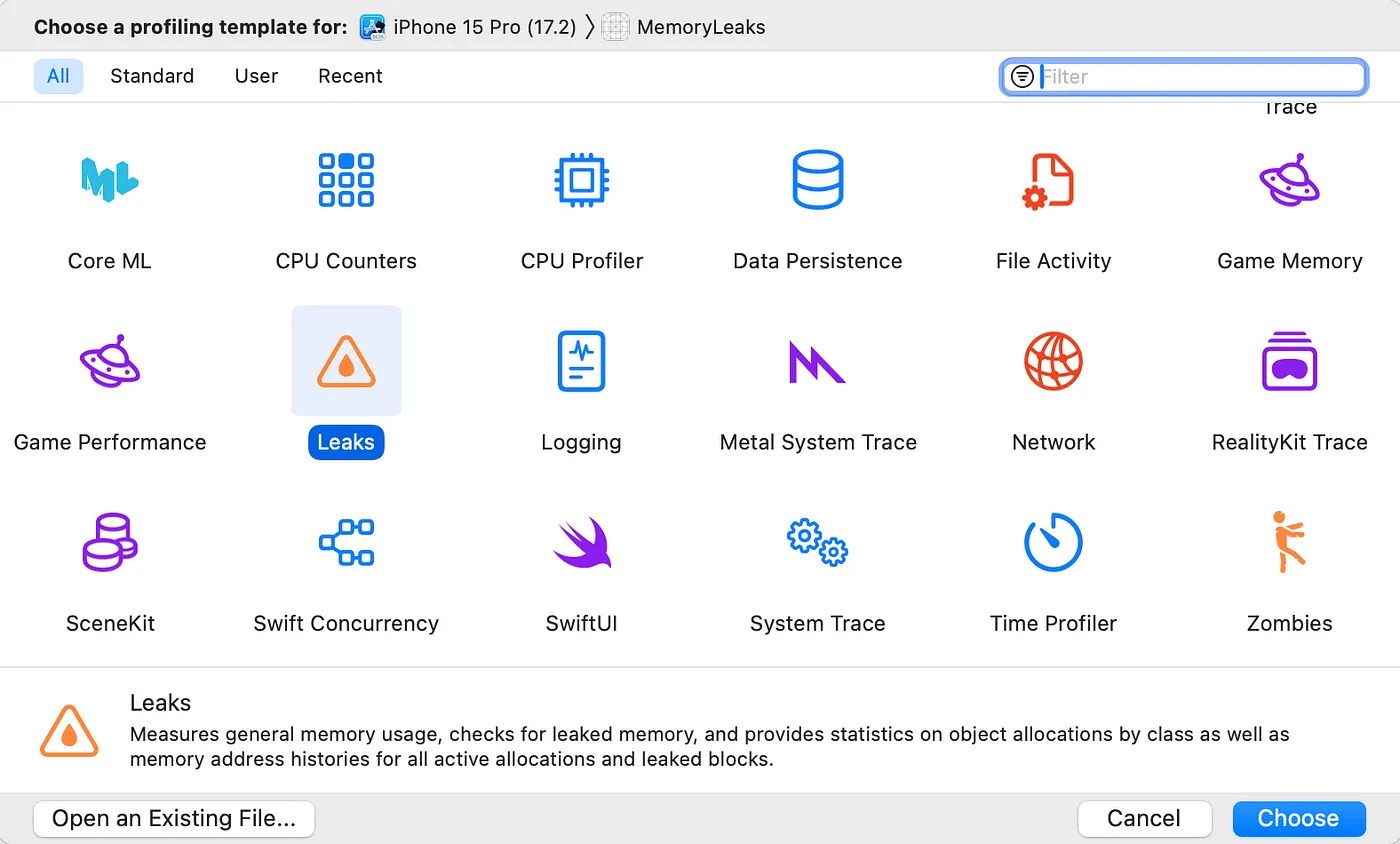 Choose a profiling template for: iPhone 15 Pro (17.2) 〉 MemoryLeaks
All Standard User Recent Filter
Trace
Core ML CPU Counters CPU Profiler Data Persistence File Activity Game Memory
Game Performance Leaks Logging Metal System Trace Network RealityKit Trace
SceneKit Swift Concurrency SwiftUI System Trace Time Profiler Zombies
Leaks
Measures general memory usage, checks for leaked memory, and provides statistics on object allocations by class as well as
memory address histories for all active allocations and leaked blocks.
Open an Existing File... Cancel Choose